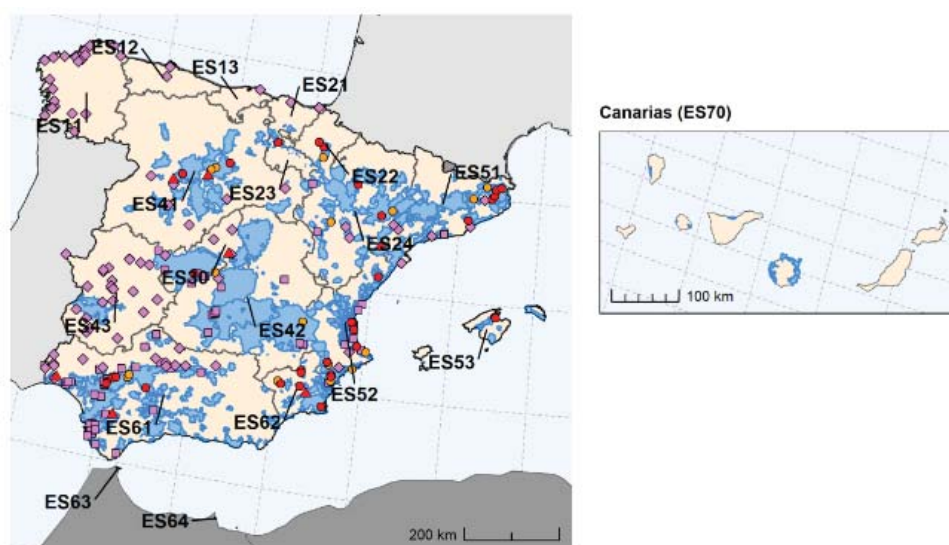 ES12
ES13
ES21
ES11
Canarias (ES70)
ES51
ES22
ES23
ES41
ES24
ES30
100 km
ES43
ES42
ES53
ES52
ES62
ES61
ES63
ES64
200 km